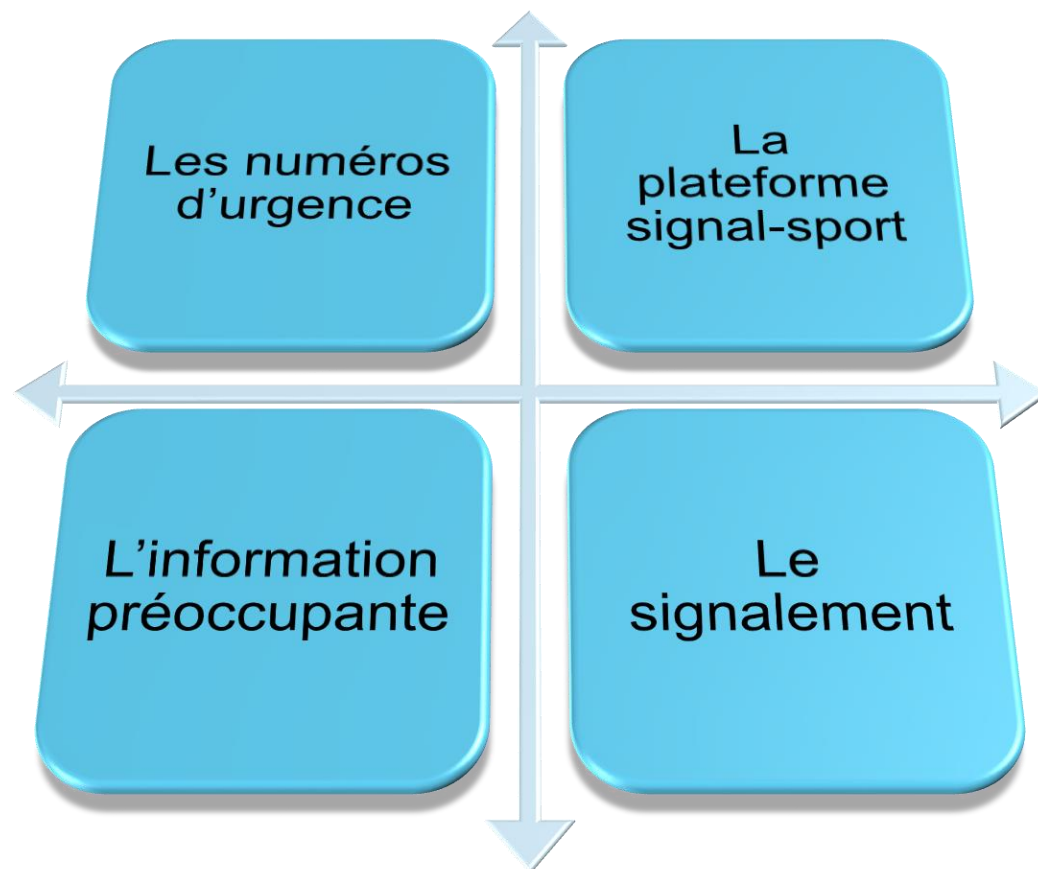 Les numéros
d’urgence
La
plateforme
signal-sport
L’information
préoccupante
Le
signalement